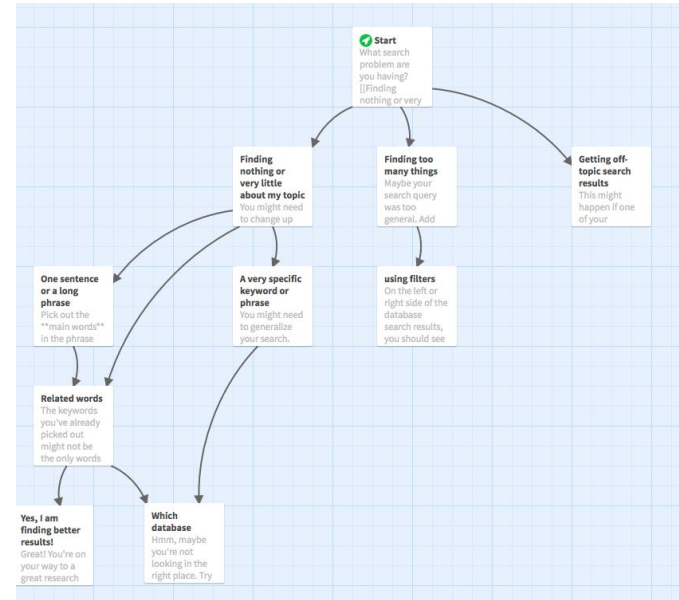 Start
What search
problem are
you having?
[[Finding
nothing or very
Finding
nothing or
very little
about my topic
You might need
to change up
Finding too
many things
Maybe your
search query
was too
general. Add
Getting off-
topic search
results
This might
happen if one
of your
One sentence
or a long
phrase
Pick out the
**main words**
in the phrase
A very specific
keyword or
phrase
You might need
to generalize
your search.
using filters
On the left or
right side of the
database
search results,
you should see
Related words
The keywords
you've already
picked out
might not be
the only words
Yes, I am
finding better
results!
Great! You're on
your way to a
great research
Which
database
Hmm, maybe
you're not
looking in the
right place. Try